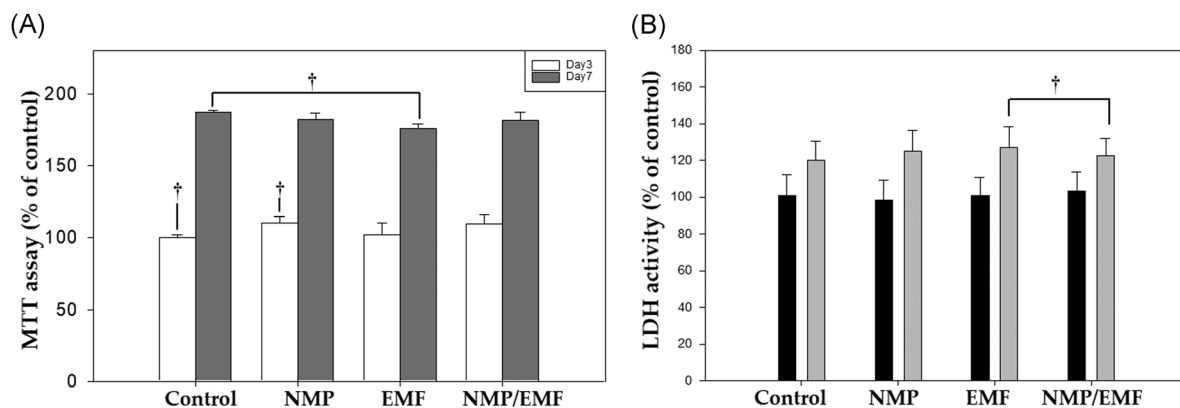 (A)
MTT assay (% of control)
200
150
100
50
0
†
†
†
Day3
Day7
Control NMP EMF NMP/EMF
(B)
LDH activity (% of control)
180
160
140
120
100
80
60
40
20
0
†
Control NMP EMF NMP/EMF